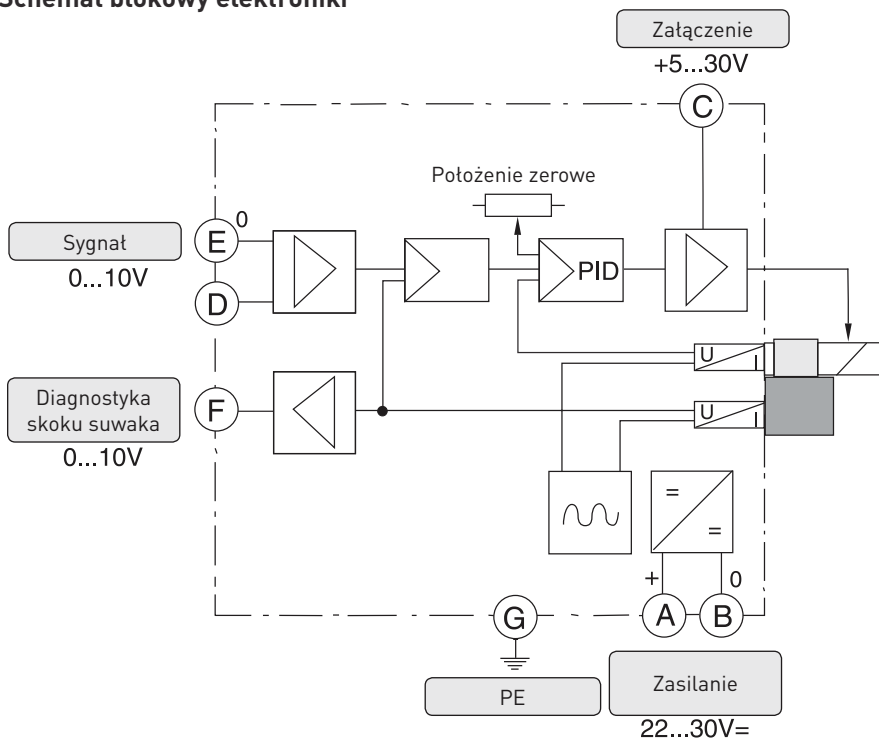 Schemat blokowy elektroniki
Załączenie
+5...30V
C
Położenie zerowe
E
0
Sygnał
0...10V
D
PID
U
I
Diagnostyka
skoku suwaka
0...10V
F
U
I
=
=
+
0
A
B
G
PE
Zasilanie
22...30V=